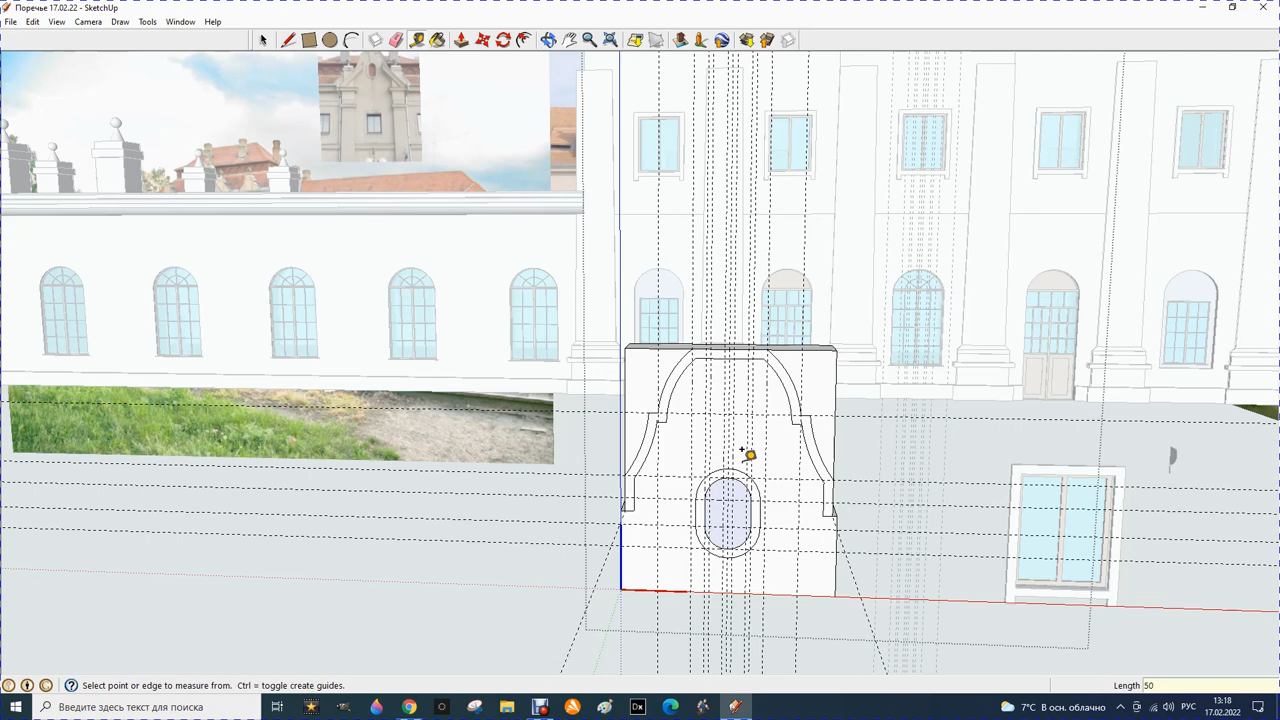 Поречье 17.02.22 - SketchUp
File Edit View Camera Draw Tools Window Help
Select point or edge to measure from. Ctrl = toggle create guides.
Length 50
Введите здесь текст для поиска
Dx
7°C В осн. облачно
РУС
13:18
17.02.2022